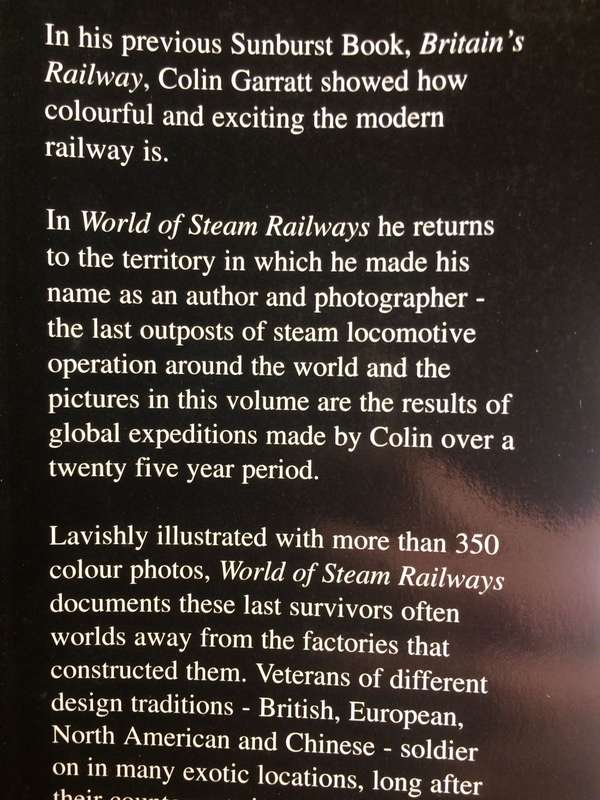 In his previous Sunburst Book, Britain's
Railway, Colin Garratt showed how
colourful and exciting the modern
railway is.
In World of Steam Railways he returns
to the territory in which he made his
name as an author and photographer -
the last outposts of steam locomotive
operation around the world and the
pictures in this volume are the results of
global expeditions made by Colin over a
twenty five year period.
Lavishly illustrated with more than 350
colour photos, World of Steam Railways
documents these last survivors often
worlds away from the factories that
constructed them. Veterans of different
design traditions - British, European,
North American and Chinese - soldier
on in many exotic locations, long after
their